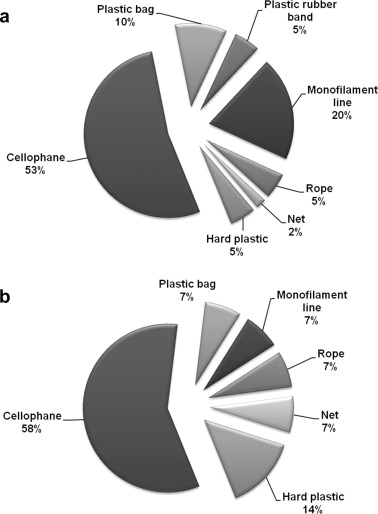 a
Plastic bag
10%
Plastic rubber
band
5%
Monofilament
line
20%
Rope
5%
Net
2%
Hard plastic
5%
Cellophane
53%
b
Plastic bag
7%
Monofilament
line
7%
Rope
7%
Net
7%
Hard plastic
14%
Cellophane
58%